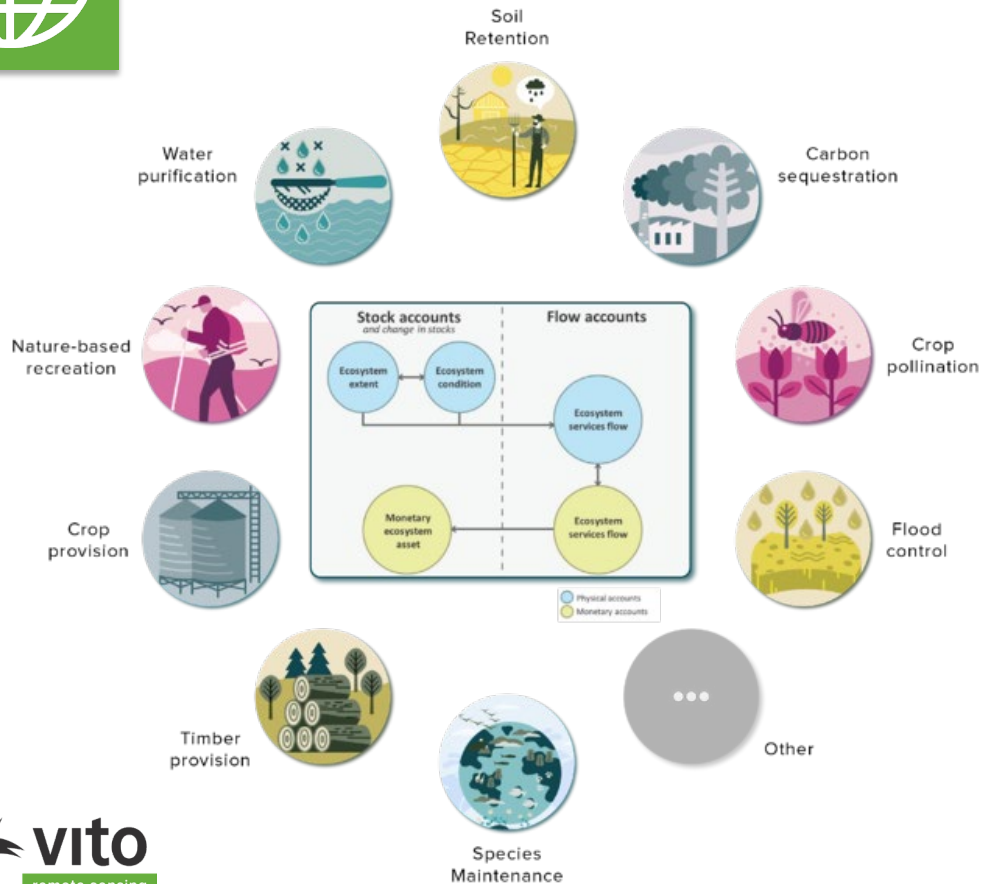 Soil
Retention
Water
purification
Carbon
sequestration
Nature-based
recreation
Crop
pollination
Stock accounts
and change in stocks
Flow accounts
Ecosystem
extent
Ecosystem
condition
Ecosystem
services flow
Monetary
ecosystem
asset
Ecosystem
services flow
Physical accounts
Monetary accounts
Crop
provision
Flood
control
Timber
provision
Other
Species
Maintenance
vito
remote sensing